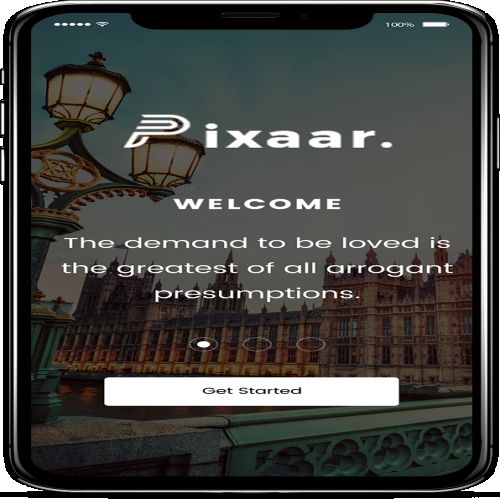 100%
Pixaar.
WELCOME
The demand to be loved is
the greatest of all arrogant
presumptions.
Get Started